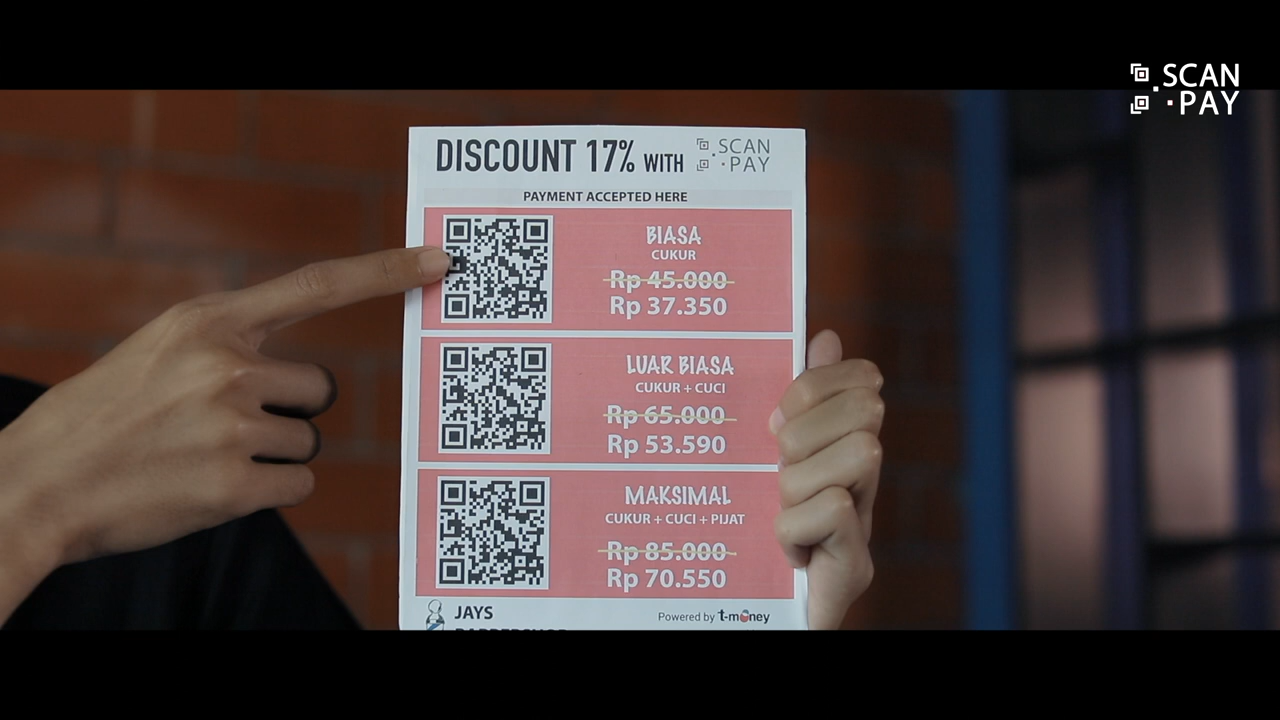 SCAN
PAY
DISCOUNT 17% WITH SCAN
PAY
PAYMENT ACCEPTED HERE
BIASA
CUKUR
Rp 45.000
Rp 37.350
LUAR BIASA
CUKUR + CUCI
Rp 65.000
Rp 53.590
MAKSIMAL
CUKUR + CUCI + PIJAT
Rp 85.000
Rp 70.550
JAYS
Powered by t-money